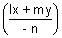 (lx + my
/ - n)